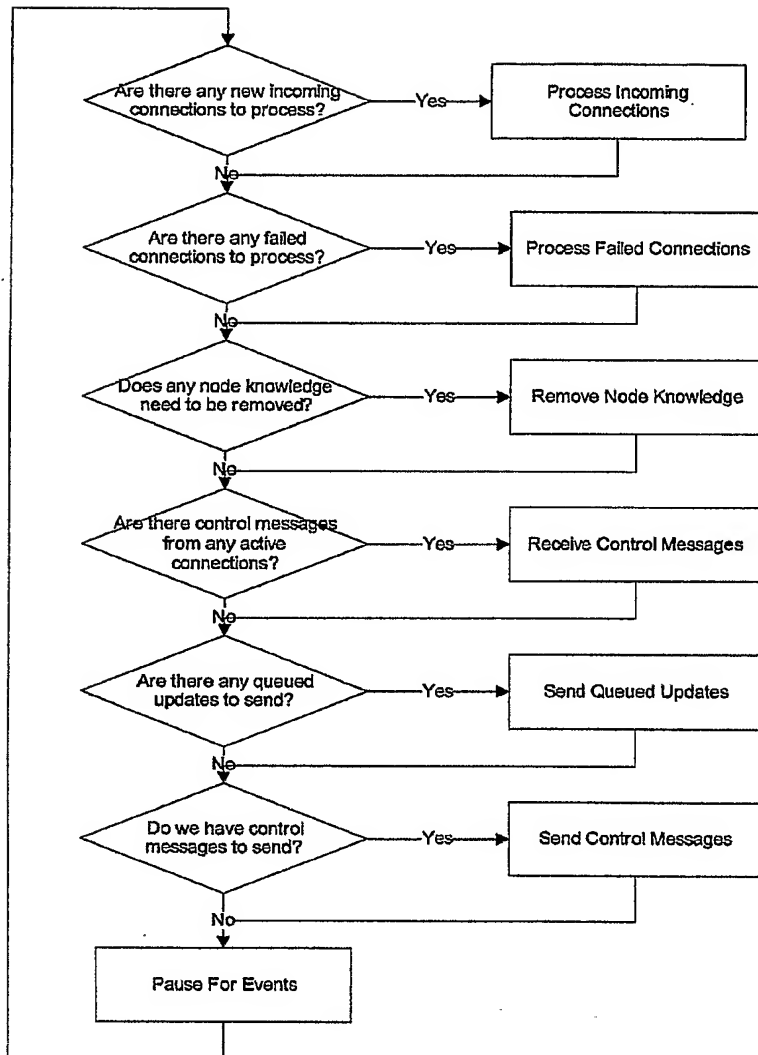 Are there any new incoming
connections to process?
Yes
Process Incoming
Connections
No
Are there any failed
connections to process?
Yes
Process Failed Connections
No
Does any node knowledge
need to be removed?
Yes
Remove Node Knowledge
No
Are there control messages
from any active
connections?
Yes
Receive Control Messages
No
Are there any queued
updates to send?
Yes
Send Queued Updates
No
Do we have control
messages to send?
Yes
Send Control Messages
No
Pause For Events